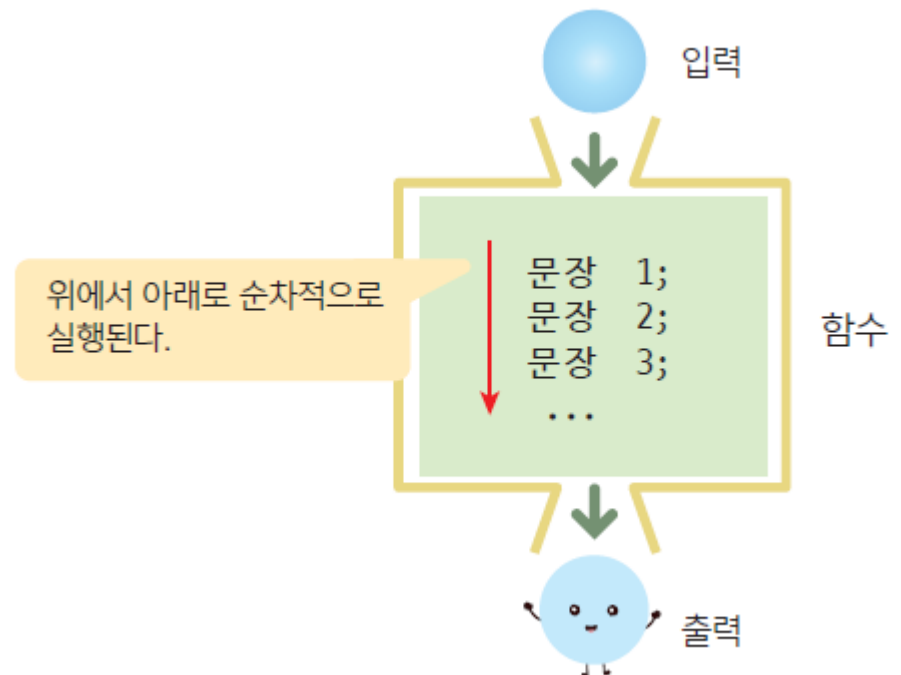 입력
위에서 아래로 순차적으로
실행된다.
문장 1;
문장 2;
문장 3;
...
함수
출력